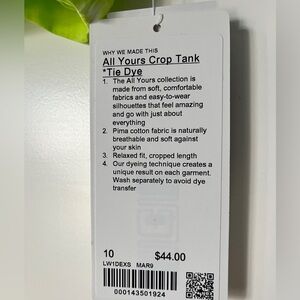 WHY WE MADE THIS
All Yours Crop Tank
*Tie Dye
1. The All Yours collection is
made from soft, comfortable
fabrics and easy-to-wear
silhouettes that feel amazing
and go with just about
everything
2. Pima cotton fabric is naturally
breathable and soft against
your skin
3. Relaxed fit, cropped length
4. Our dyeing technique creates a
unique result on each garment.
Wash separately to avoid dye
transfer
10 $44.00
LW1DEXS MAR9
000143501924